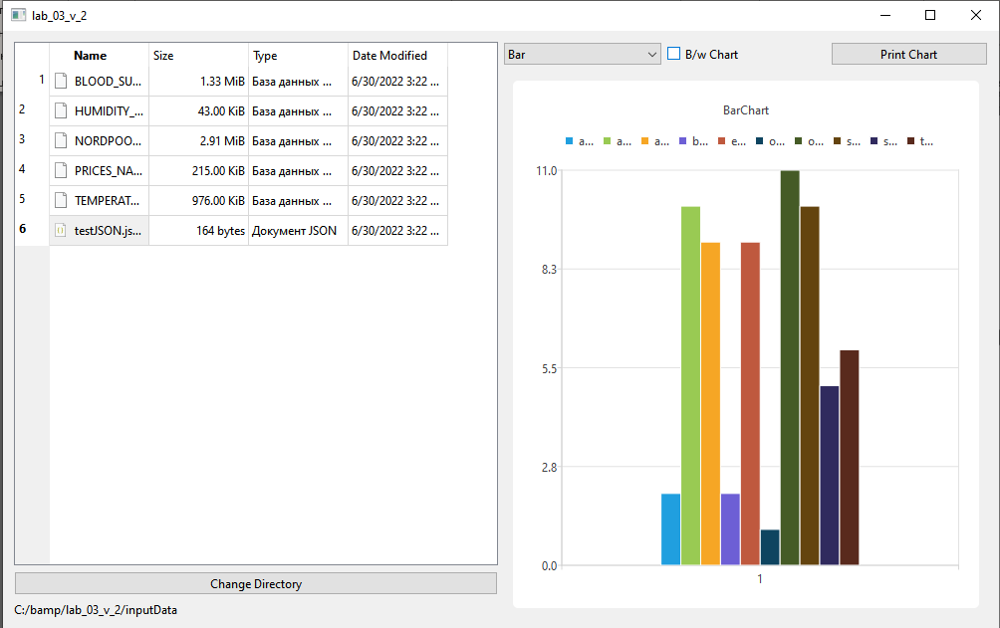 lab_03_v_2
Name Size Type Date Modified
1 BLOOD_SU... 1.33 MiB База данных ... 6/30/2022 3:22 ...
2 HUMIDITY_... 43.00 KiB База данных ... 6/30/2022 3:22 ...
3 NORDPOO... 2.91 MiB База данных ... 6/30/2022 3:22 ...
4 PRICES_NA... 215.00 KiB База данных ... 6/30/2022 3:22 ...
5 TEMPERAT... 976.00 KiB База данных ... 6/30/2022 3:22 ...
6 testJSON.js... 164 bytes Документ JSON 6/30/2022 3:22 ...
Change Directory
C:/bamp/lab_03_v_2/inputData
Bar B/w Chart Print Chart
BarChart
a... a... a... b... e... o... o... s... s... t...
11.0
8.3
5.5
2.8
0.0
1